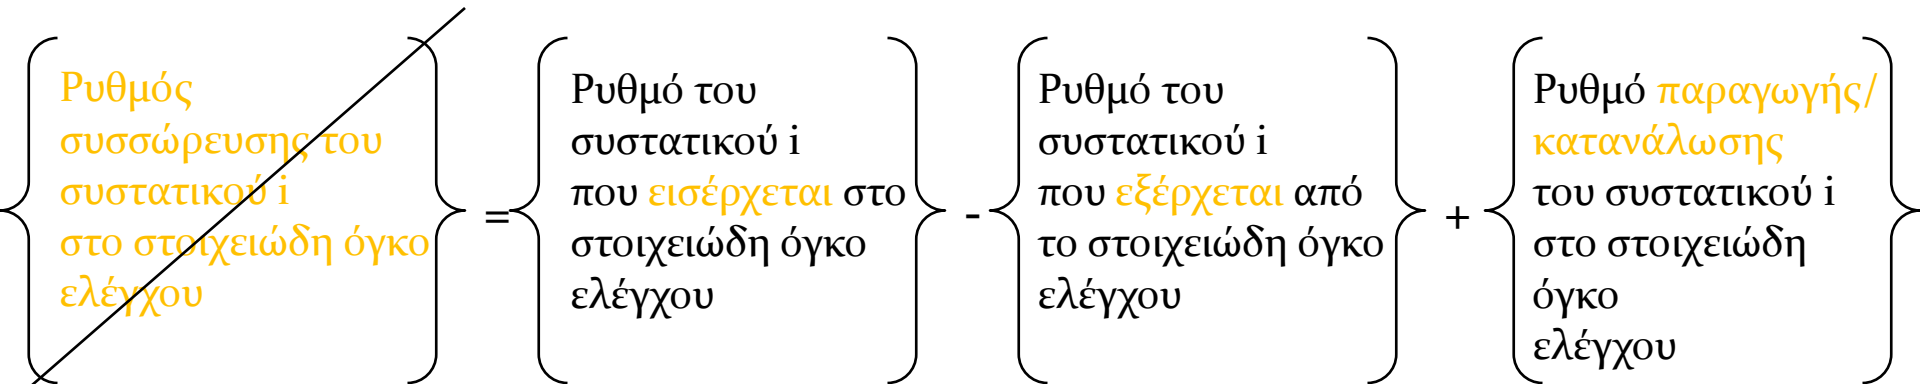 Ρυθμός
συσσώρευσης του
συστατικού i
στο στοιχειώδη όγκο
ελέγχου
=
Ρυθμό του
συστατικού i
που εισέρχεται στο
στοιχειώδη όγκο
ελέγχου
-
Ρυθμό του
συστατικού i
που εξέρχεται από
το στοιχειώδη όγκο
ελέγχου
+
Ρυθμό παραγωγής/
κατανάλωσης
του συστατικού i
στο στοιχειώδη
όγκο
ελέγχου